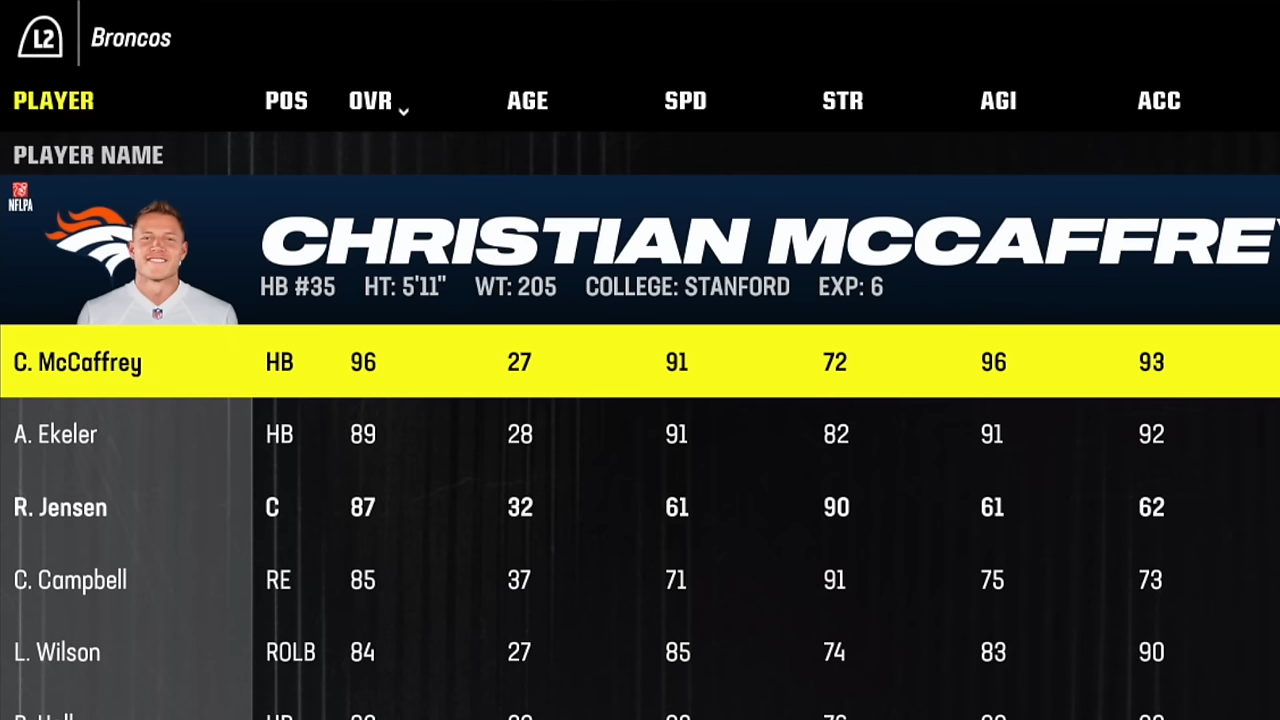 L2 Broncos
PLAYER POS OVR AGE SPD STR AGI ACC
PLAYER NAME
NFLPA
CHRISTIAN MCCAFFRE
HB #35 HT: 5'11" WT: 205 COLLEGE: STANFORD EXP: 6
C. McCaffrey HB 96 27 91 72 96 93
A. Ekeler HB 89 28 91 82 91 92
R. Jensen C 87 32 61 90 61 62
C. Campbell RE 85 37 71 91 75 73
L. Wilson ROLB 84 27 85 74 83 90